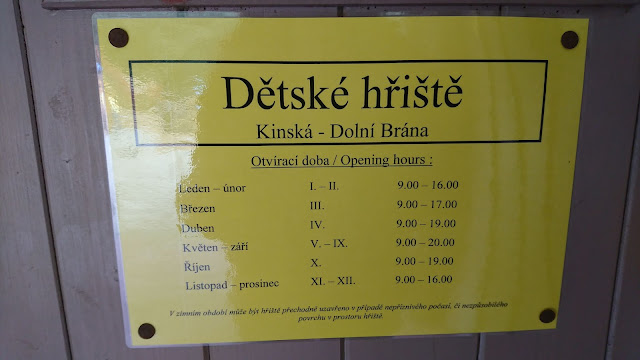 Dětské hřiště
Kinská - Dolní Brána
Otvírací doba / Opening hours :
Leden – únor I. – II. 9.00 – 16.00
Březen III. 9.00 – 17.00
Duben IV. 9.00 – 19.00
Květen – září V. – IX. 9.00 – 20.00
Říjen X. 9.00 – 19.00
Listopad – prosinec XI. – XII. 9.00 – 16.00
V zimním období může být hřiště přechodně uzavřeno v případě nepříznivého počasí, či nezpůsobilého
povrchu v prostoru hřiště.